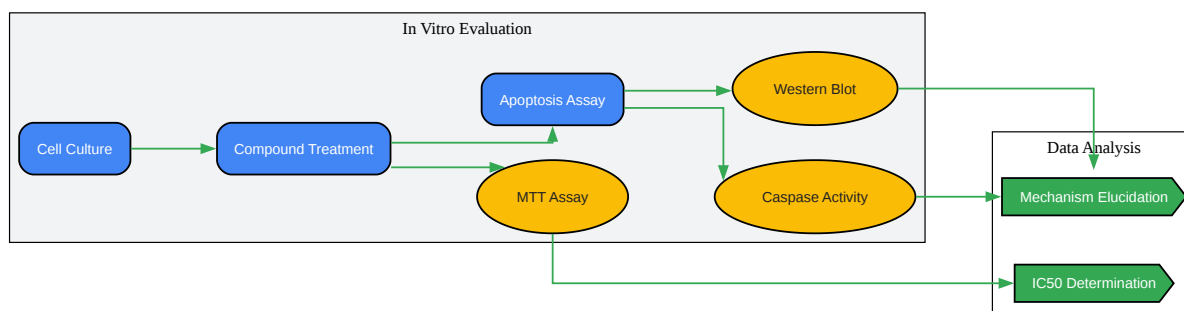 In Vitro Evaluation
Cell Culture
Compound Treatment
Apoptosis Assay
MTT Assay
Western Blot
Caspase Activity
Data Analysis
Mechanism Elucidation
IC50 Determination